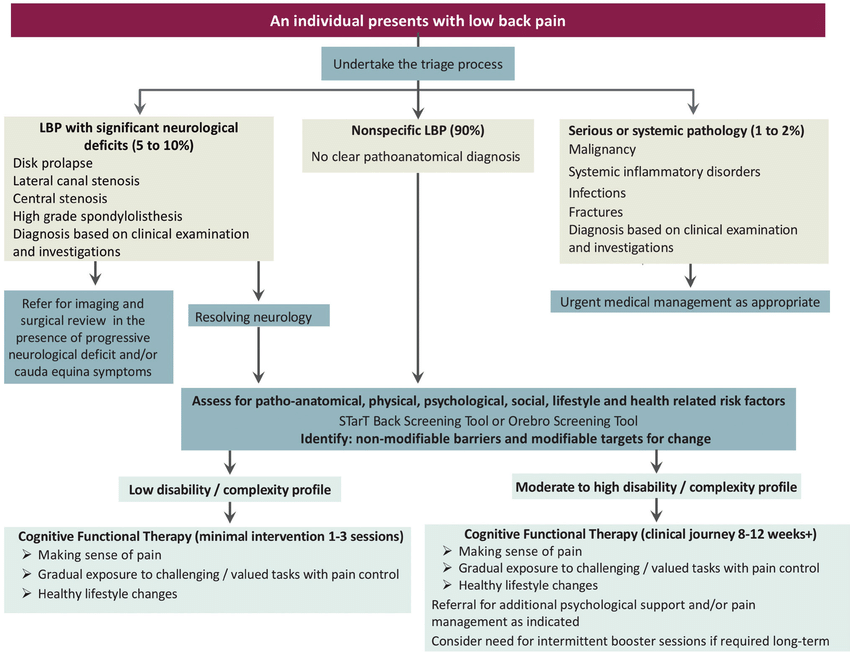 An individual presents with low back pain
Undertake the triage process
LBP with significant neurological
deficits (5 to 10%)
Disk prolapse
Lateral canal stenosis
Central stenosis
High grade spondylolisthesis
Diagnosis based on clinical examination
and investigations
Nonspecific LBP (90%)
No clear pathoanatomical diagnosis
Serious or systemic pathology (1 to 2%)
Malignancy
Systemic inflammatory disorders
Infections
Fractures
Diagnosis based on clinical examination
and investigations
Refer for imaging and
surgical review in the
presence of progressive
neurological deficit and/or
cauda equina symptoms
Resolving neurology
Urgent medical management as appropriate
Assess for patho-anatomical, physical, psychological, social, lifestyle and health related risk factors
STarT Back Screening Tool or Orebro Screening Tool
Identify: non-modifiable barriers and modifiable targets for change
Low disability / complexity profile
Moderate to high disability / complexity profile
Cognitive Functional Therapy (minimal intervention 1-3 sessions)
➢ Making sense of pain
➢ Gradual exposure to challenging / valued tasks with pain control
➢ Healthy lifestyle changes
Cognitive Functional Therapy (clinical journey 8-12 weeks+)
➢ Making sense of pain
➢ Gradual exposure to challenging / valued tasks with pain control
➢ Healthy lifestyle changes
Referral for additional psychological support and/or pain
management as indicated
Consider need for intermittent booster sessions if required long-term